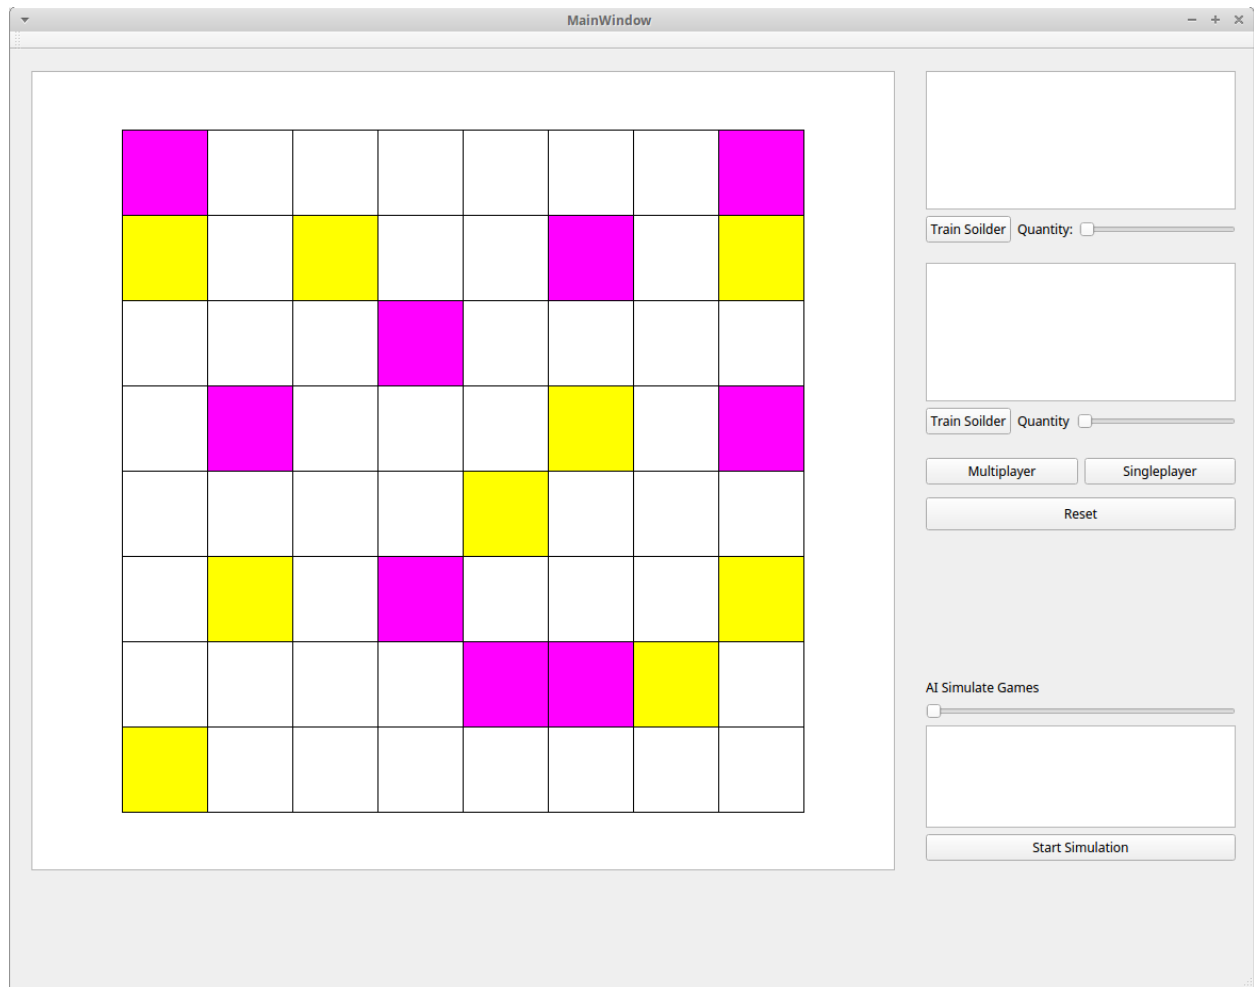 MainWindow
Train Soilder Quantity:
Train Soilder Quantity
Multiplayer Singleplayer
Reset
AI Simulate Games
Start Simulation